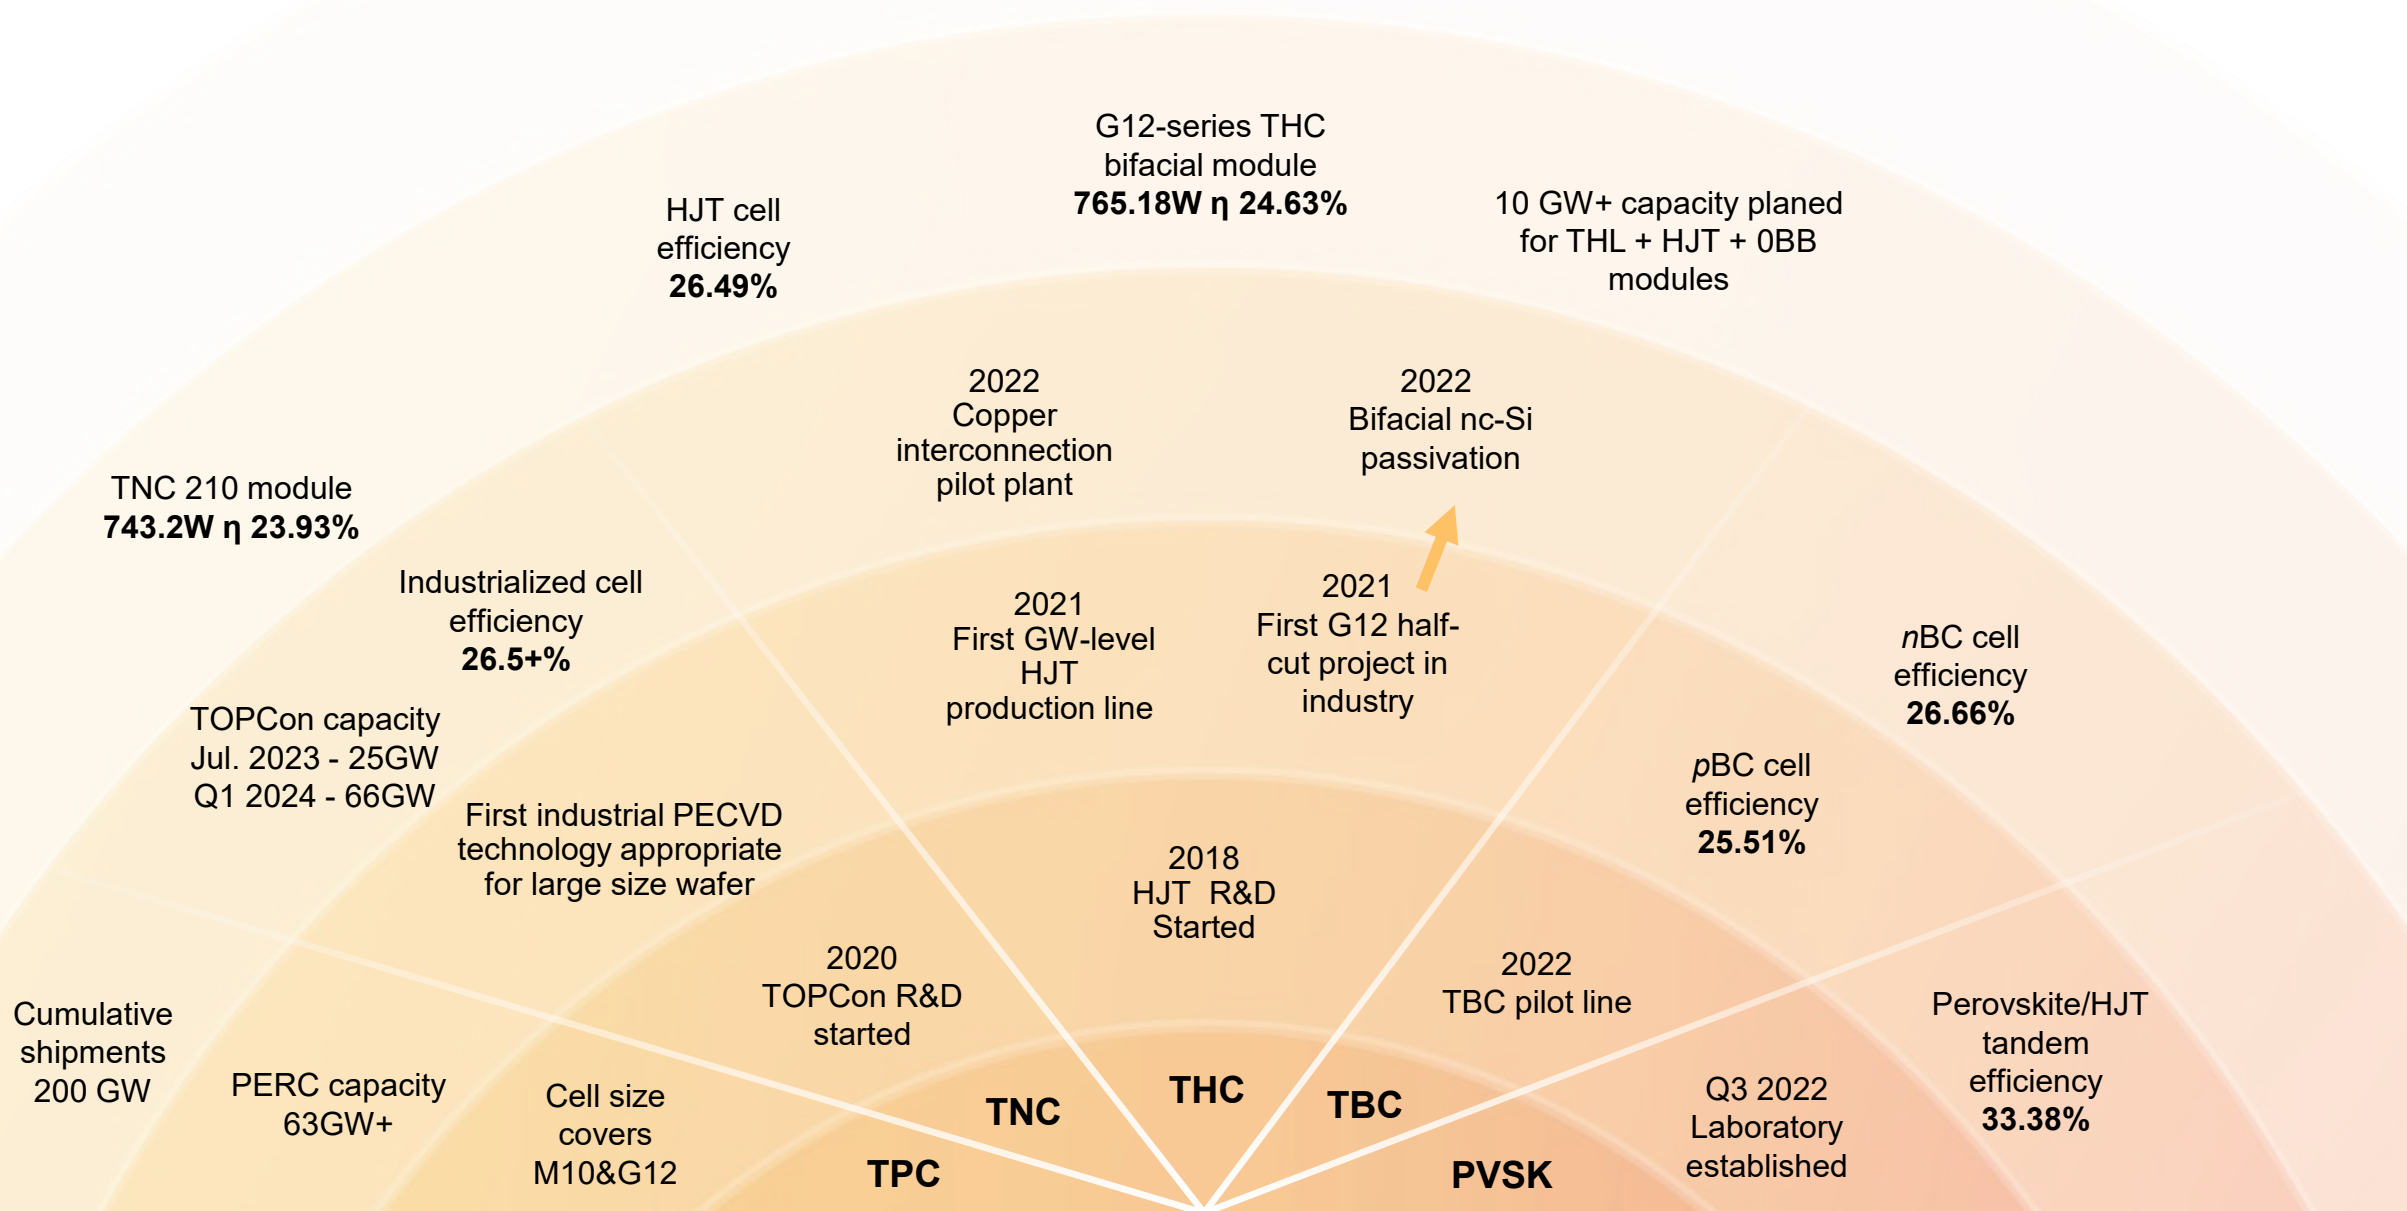 G12-series THC
bifacial module
765.18W η 24.63%
HJT cell
efficiency
26.49%
10 GW+ capacity planed
for THL + HJT + 0BB
modules
2022
Copper
interconnection
pilot plant
2022
Bifacial nc-Si
passivation
TNC 210 module
743.2W η 23.93%
Industrialized cell
efficiency
26.5+%
2021
First GW-level
HJT
production line
2021
First G12 half-
cut project in
industry
nBC cell
efficiency
26.66%
TOPCon capacity
Jul. 2023 - 25GW
Q1 2024 - 66GW
pBC cell
efficiency
25.51%
First industrial PECVD
technology appropriate
for large size wafer
2018
HJT  R&D
Started
2020
TOPCon R&D
started
2022
TBC pilot line
Cumulative
shipments
200 GW
PERC capacity
63GW+
Cell size
covers
M10&G12
TPC
TNC
THC
TBC
PVSK
Q3 2022
Laboratory
established
Perovskite/HJT
tandem
efficiency
33.38%